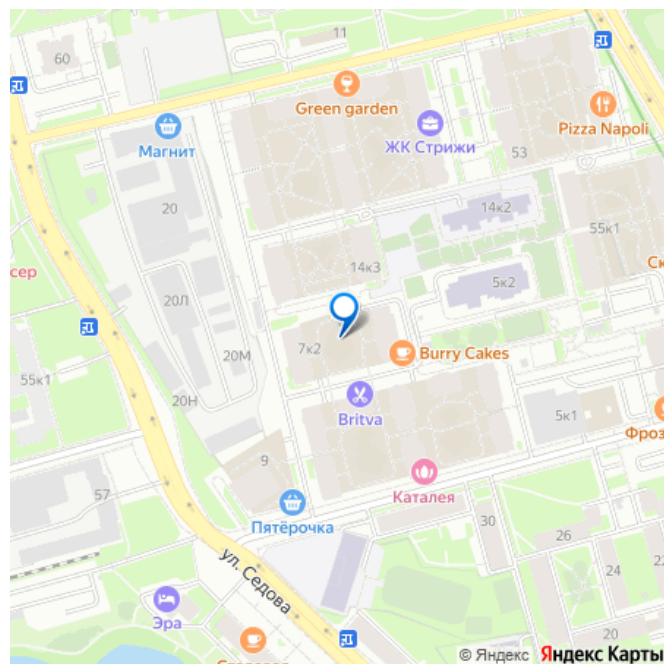 60
11
Green garden
Магнит
ЖК Стрижи
Pizza Napoli
53
20
14к2
55к1
14к3
сер
5к2
Ск
20Л
7к2
20М
Burry Cakes
55к1
20Н
Britva
5к1
Фроз
9
Каталея
57
Пятёрочка
30
26
24
22
ул. Седова
Эра
20
© Яндекс Яндекс Карты